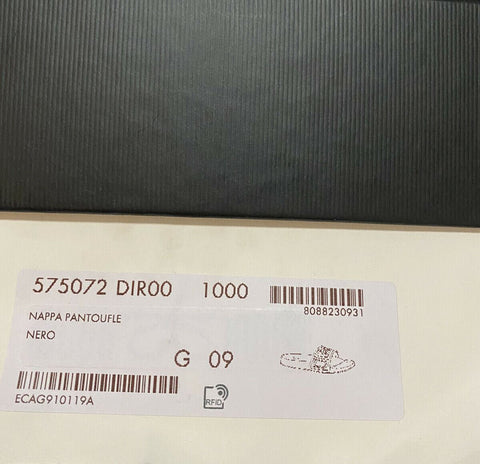 575072 DIR00 1000
8088230931
NAPPA PANTOUFLE
NERO
G 09
ECAG910119A
RFID